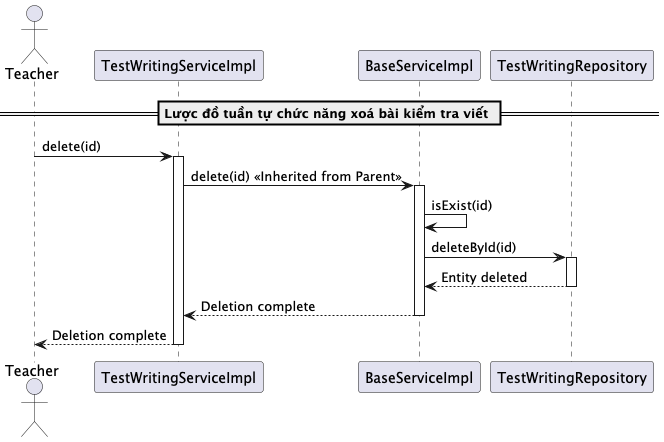 Teacher
TestWritingServiceImpl
BaseServiceImpl
TestWritingRepository
Lược đồ tuần tự chức năng xoá bài kiểm tra viết
delete(id)
delete(id) «Inherited from Parent»
isExist(id)
deleteById(id)
Entity deleted
Deletion complete
Deletion complete
Teacher
TestWritingServiceImpl
BaseServiceImpl
TestWritingRepository